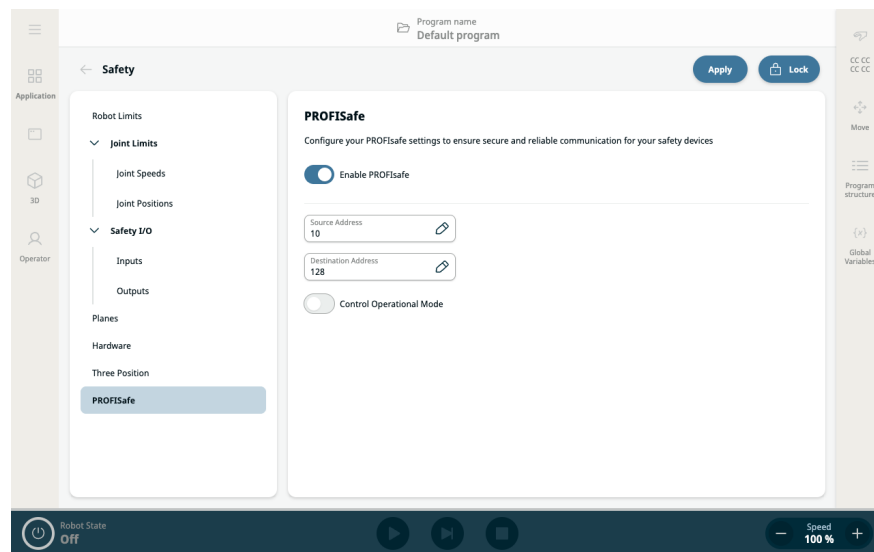 Program name
Default program
Safety
Apply
Lock
Application
3D
Operator
Robot Limits
Joint Limits
Joint Speeds
Joint Positions
Safety I/O
Inputs
Outputs
Planes
Hardware
Three Position
PROFISafe
PROFISafe
Configure your PROFIsafe settings to ensure secure and reliable communication for your safety devices
Enable PROFIsafe
Source Address
10
Destination Address
128
Control Operational Mode
CC CC
CC CC
Move
Program
structure
{x}
Global
Variables
Robot State
Off
Speed
100 %